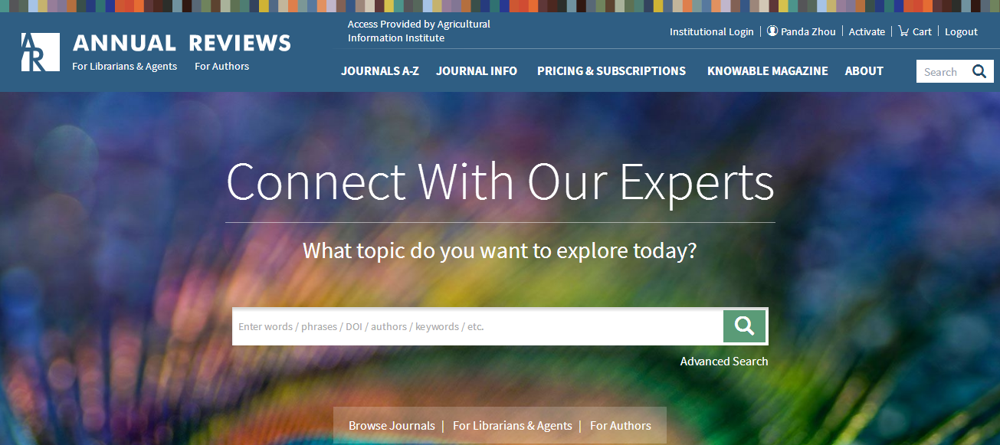 Access Provided by Agricultural
Information Institute
Institutional Login
Panda Zhou
Activate
Cart
Logout
AR
ANNUAL REVIEWS
For Librarians & Agents
For Authors
JOURNALS A-Z
JOURNAL INFO
PRICING & SUBSCRIPTIONS
KNOWABLE MAGAZINE
ABOUT
Search
Connect With Our Experts
What topic do you want to explore today?
Enter words / phrases / DOI / authors / keywords / etc.
Advanced Search
Browse Journals | For Librarians & Agents | For Authors